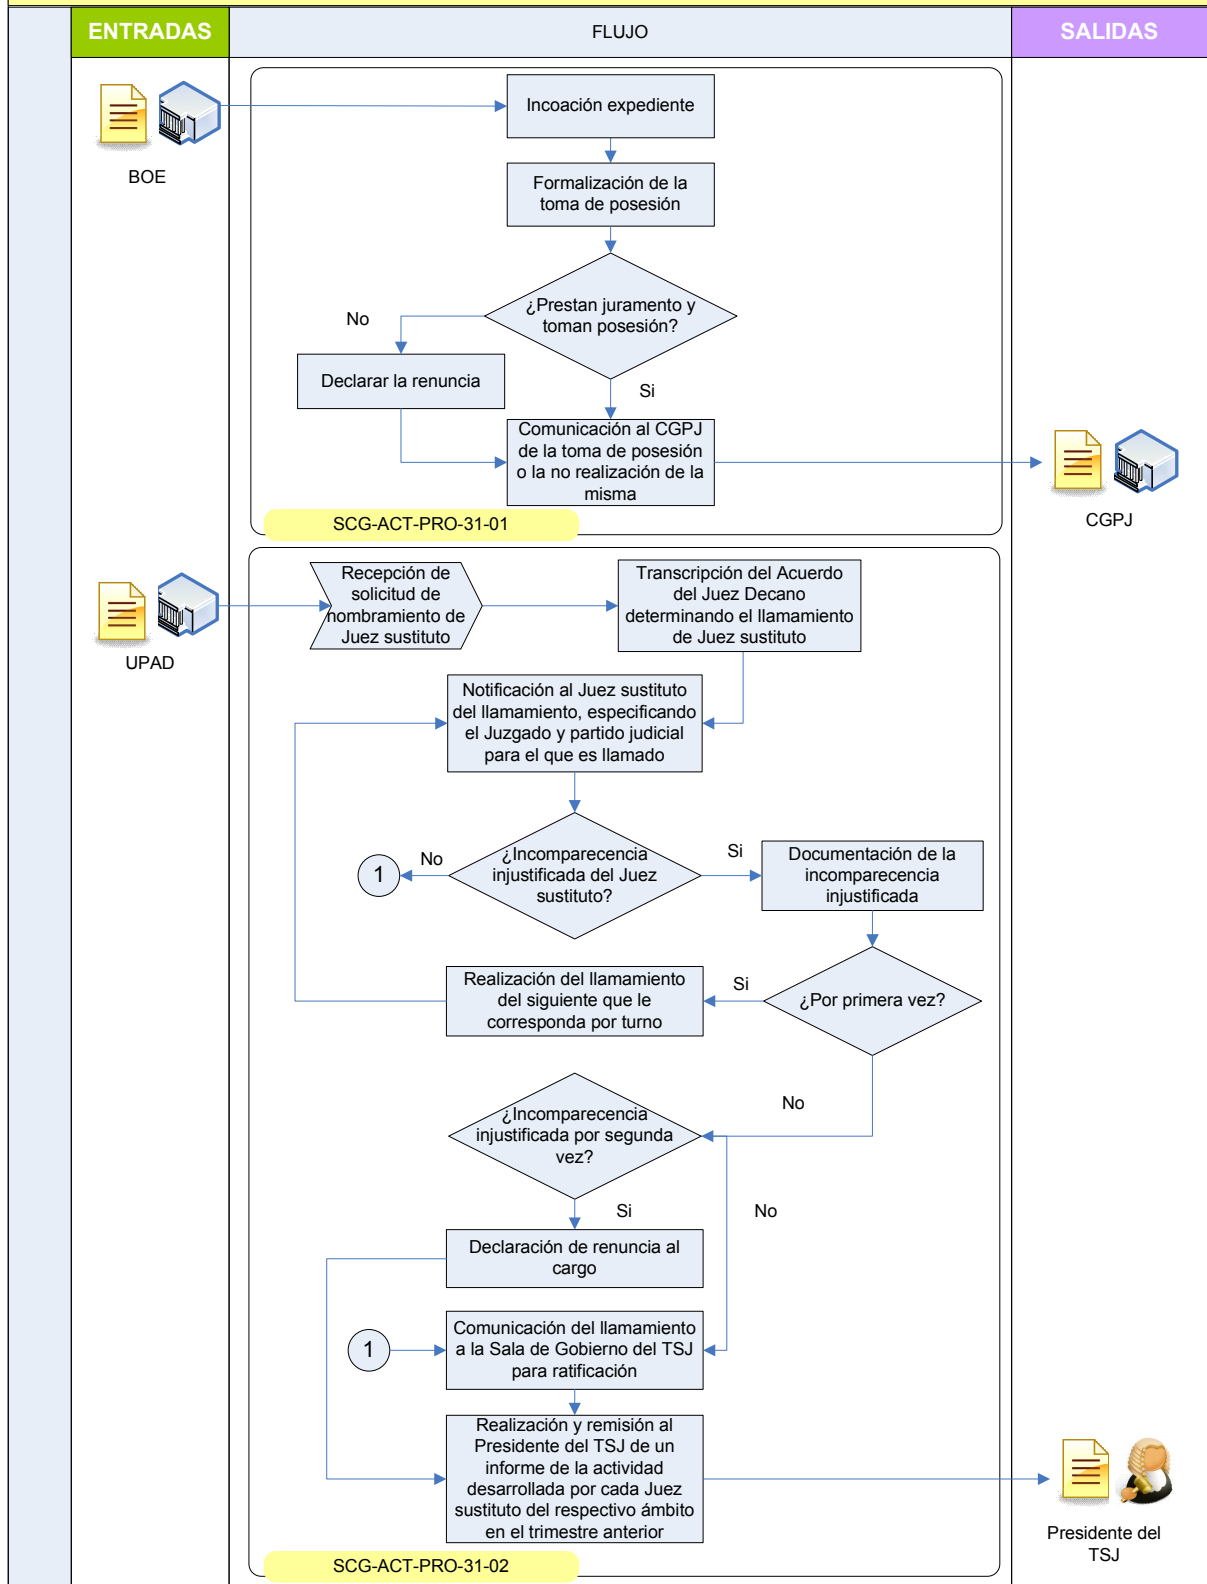 ENTRADAS
FLUJO
SALIDAS
BOE
Incoación expediente
Formalización de la
toma de posesión
¿Prestan juramento y
toman posesión?
No
Declarar la renuncia
Si
Comunicación al CGPJ
de la toma de posesión
o la no realización de la
misma
CGPJ
SCG-ACT-PRO-31-01
UPAD
Recepción de
solicitud de
nombramiento de
Juez sustituto
Transcripción del Acuerdo
del Juez Decano
determinando el llamamiento
de Juez sustituto
Notificación al Juez sustituto
del llamamiento, especificando
el Juzgado y partido judicial
para el que es llamado
¿Incomparecencia
injustificada del Juez
sustituto?
No
1
Si
Documentación de la
incomparecencia
injustificada
¿Por primera vez?
Si
Realización del llamamiento
del siguiente que le
corresponda por turno
No
¿Incomparecencia
injustificada por segunda
vez?
Si
No
Declaración de renuncia al
cargo
1
Comunicación del llamamiento
a la Sala de Gobierno del TSJ
para ratificación
Realización y remisión al
Presidente del TSJ de un
informe de la actividad
desarrollada por cada Juez
sustituto del respectivo ámbito
en el trimestre anterior
Presidente del
TSJ
SCG-ACT-PRO-31-02